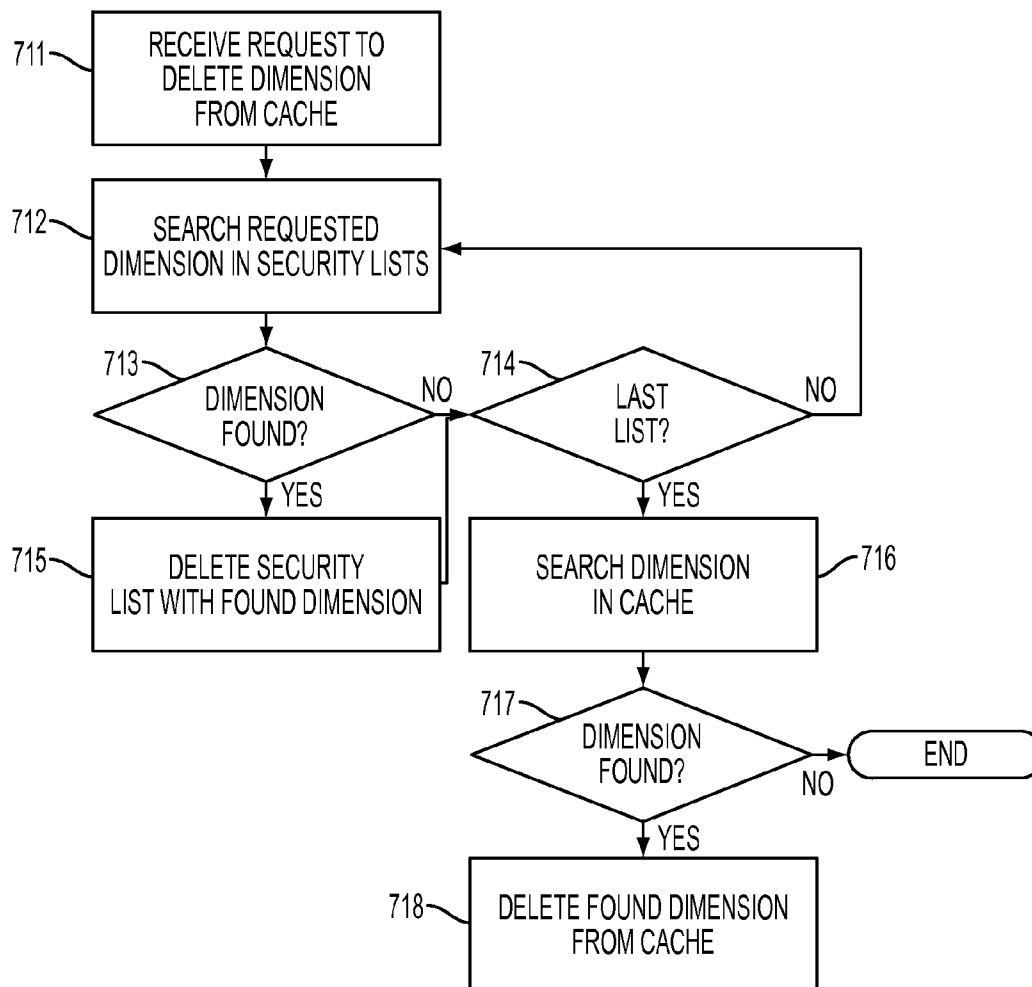 711
RECEIVE REQUEST TO
DELETE DIMENSION
FROM CACHE
712
SEARCH REQUESTED
DIMENSION IN SECURITY LISTS
713
DIMENSION
FOUND?
NO
YES
714
LAST
LIST?
NO
YES
715
DELETE SECURITY
LIST WITH FOUND DIMENSION
716
SEARCH DIMENSION
IN CACHE
717
DIMENSION
FOUND?
NO
END
YES
718
DELETE FOUND DIMENSION
FROM CACHE